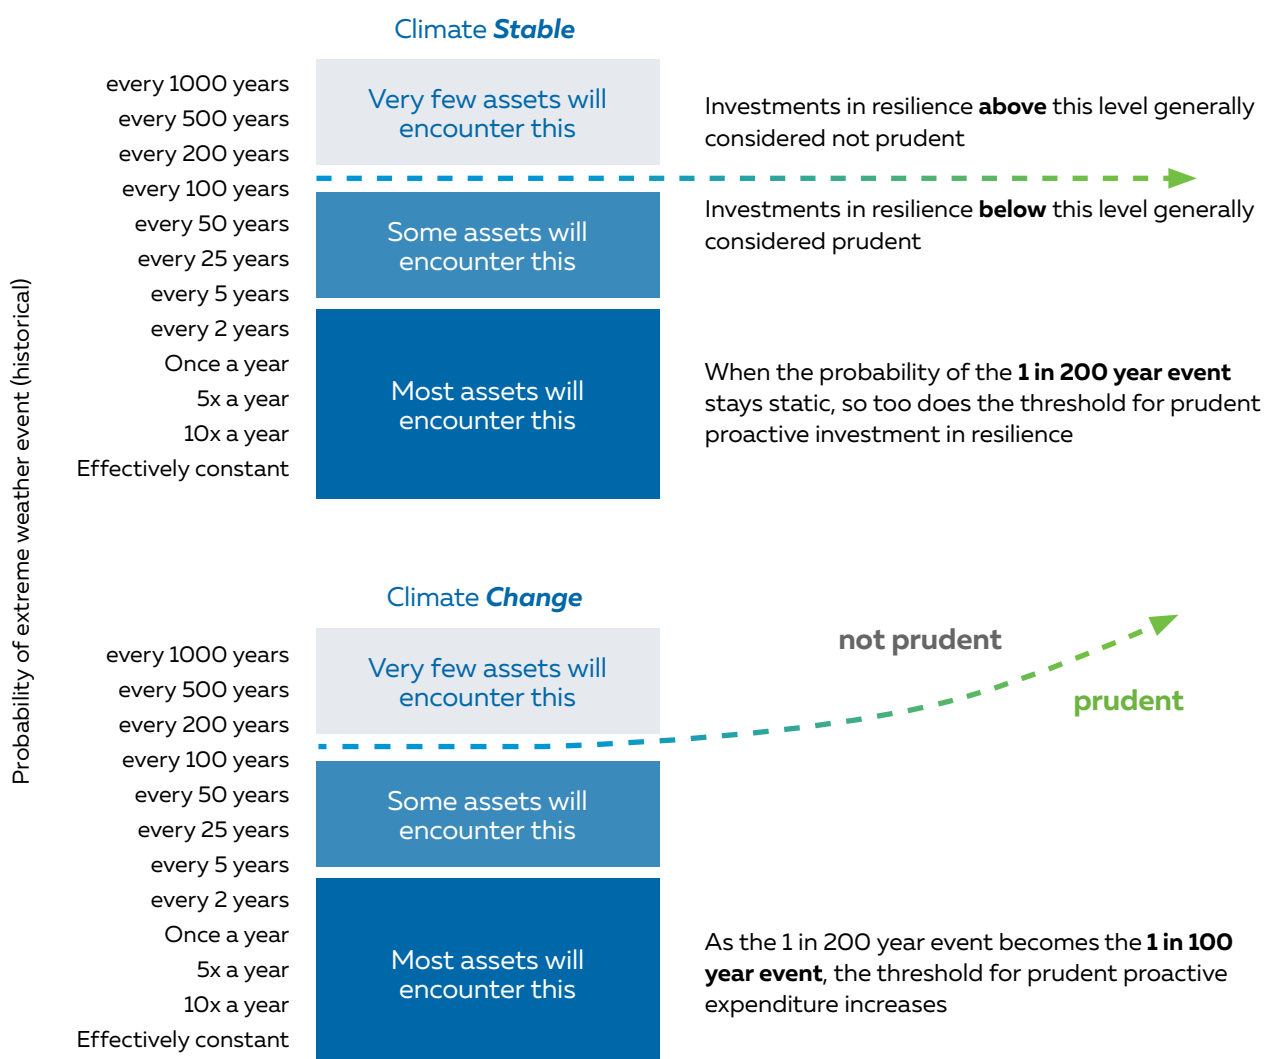 Probability of extreme weather event (historical)
Climate Stable
every 1000 years
every 500 years
every 200 years
every 100 years
every 50 years
every 25 years
every 5 years
every 2 years
Once a year
5x a year
10x a year
Effectively constant
Very few assets will
encounter this
Some assets will
encounter this
Most assets will
encounter this
Investments in resilience above this level generally
considered not prudent
Investments in resilience below this level generally
considered prudent
When the probability of the 1 in 200 year event
stays static, so too does the threshold for prudent
proactive investment in resilience
Climate Change
every 1000 years
every 500 years
every 200 years
every 100 years
every 50 years
every 25 years
every 5 years
every 2 years
Once a year
5x a year
10x a year
Effectively constant
Very few assets will
encounter this
Some assets will
encounter this
Most assets will
encounter this
not prudent
prudent
As the 1 in 200 year event becomes the 1 in 100
year event, the threshold for prudent proactive
expenditure increases